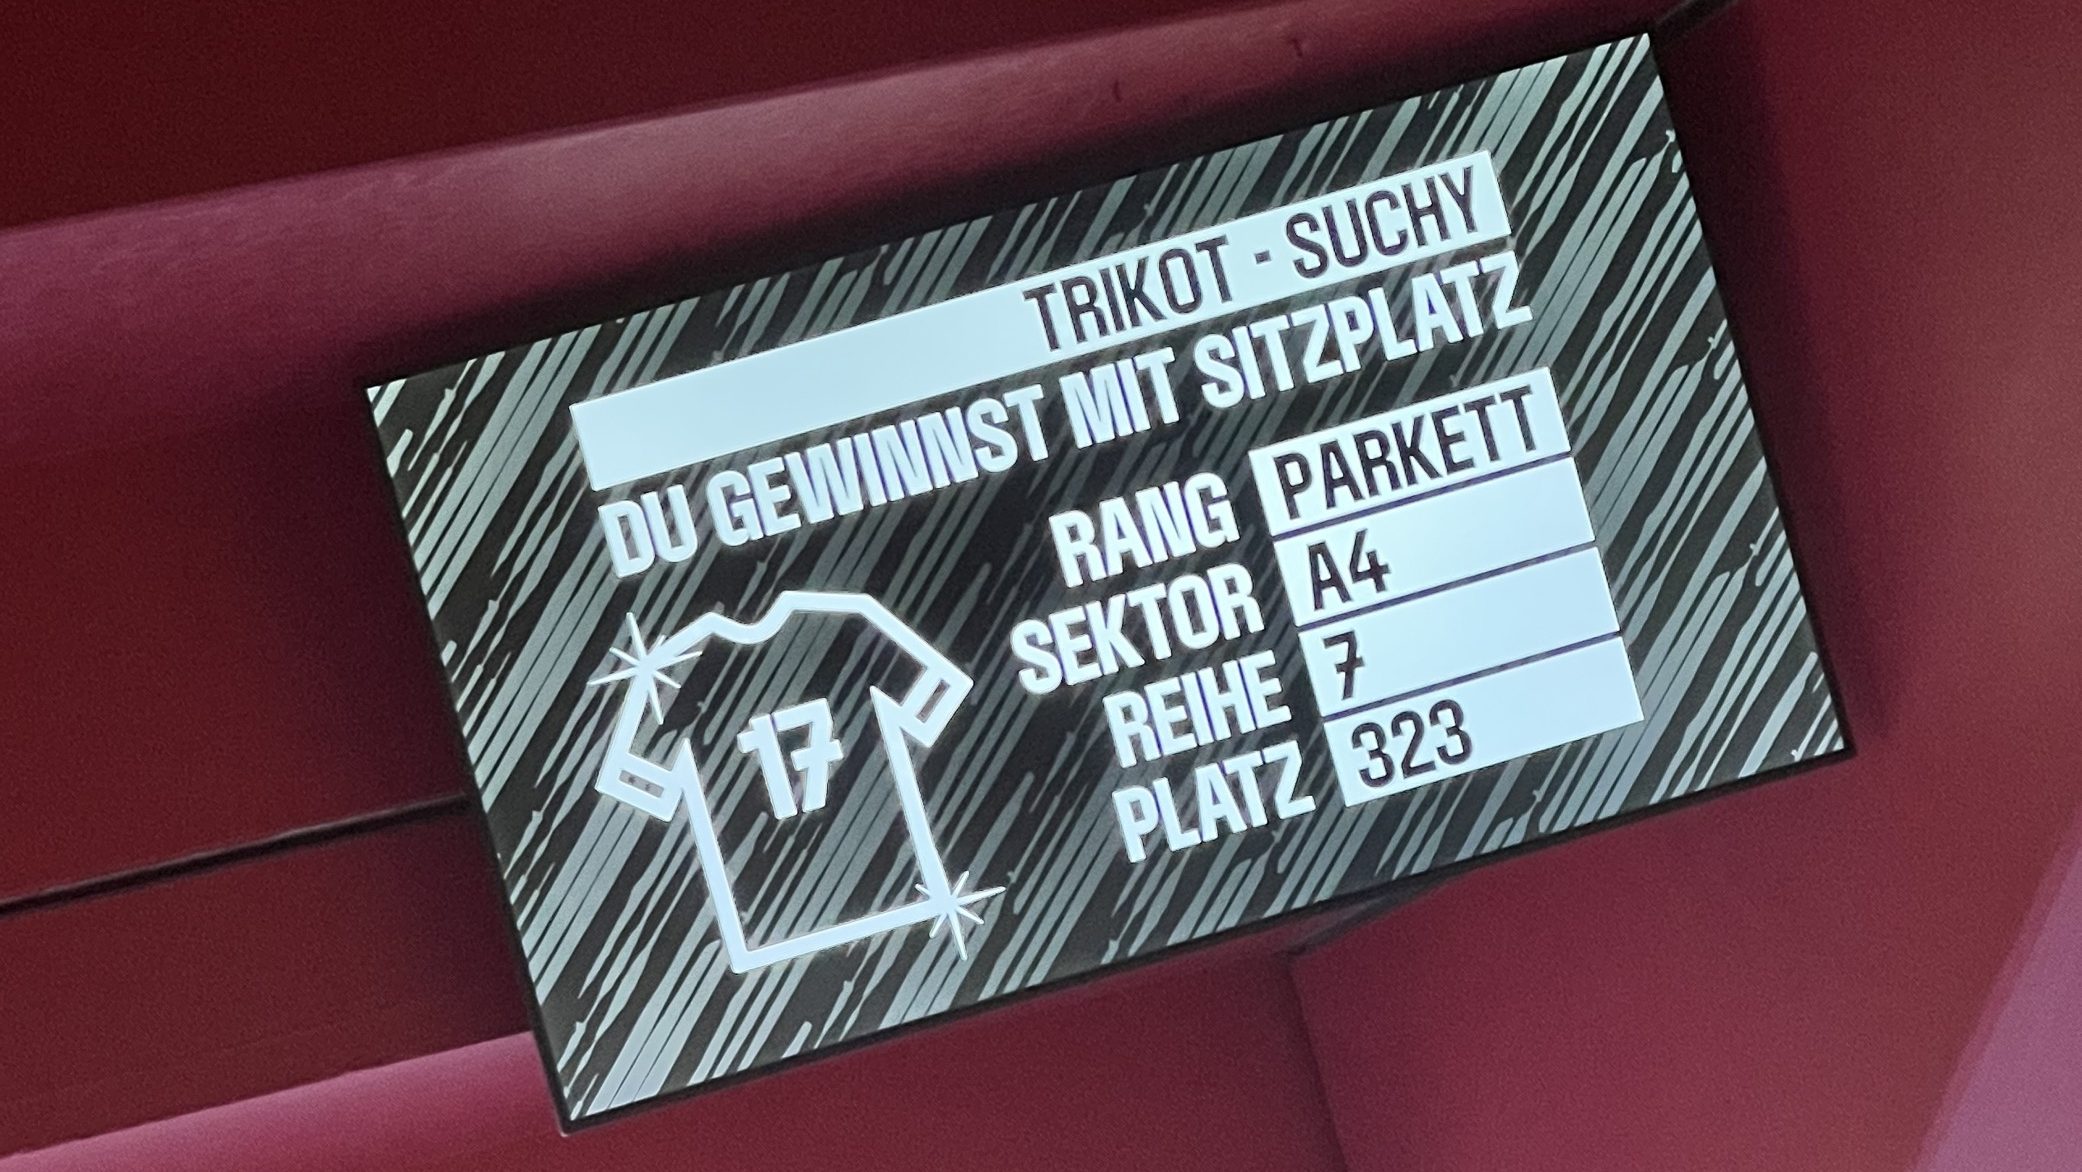 TRIKOT - SUCHY
DU GEWINNST MIT SITZPLATZ
RANG PARKETT
SEKTOR A4
REIHE 7
PLATZ 323
17